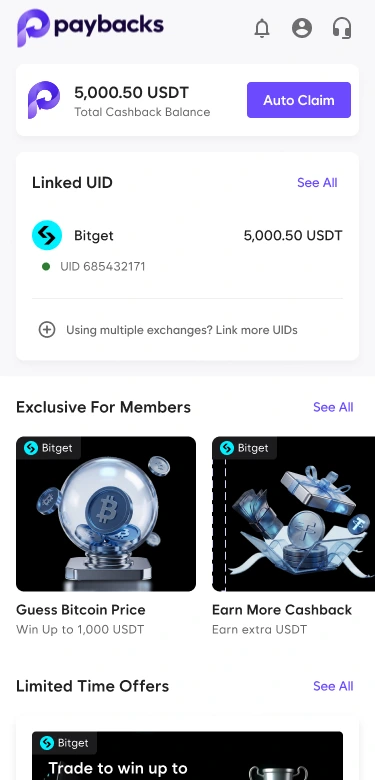 paybacks
5,000.50 USDT
Total Cashback Balance
Auto Claim
Linked UID
See All
Bitget
5,000.50 USDT
UID 685432171
Using multiple exchanges? Link more UIDs
Exclusive For Members
See All
Bitget
Bitget
Guess Bitcoin Price
Win Up to 1,000 USDT
Earn More Cashback
Earn extra USDT
Limited Time Offers
See All
Bitget
Trade to win up to